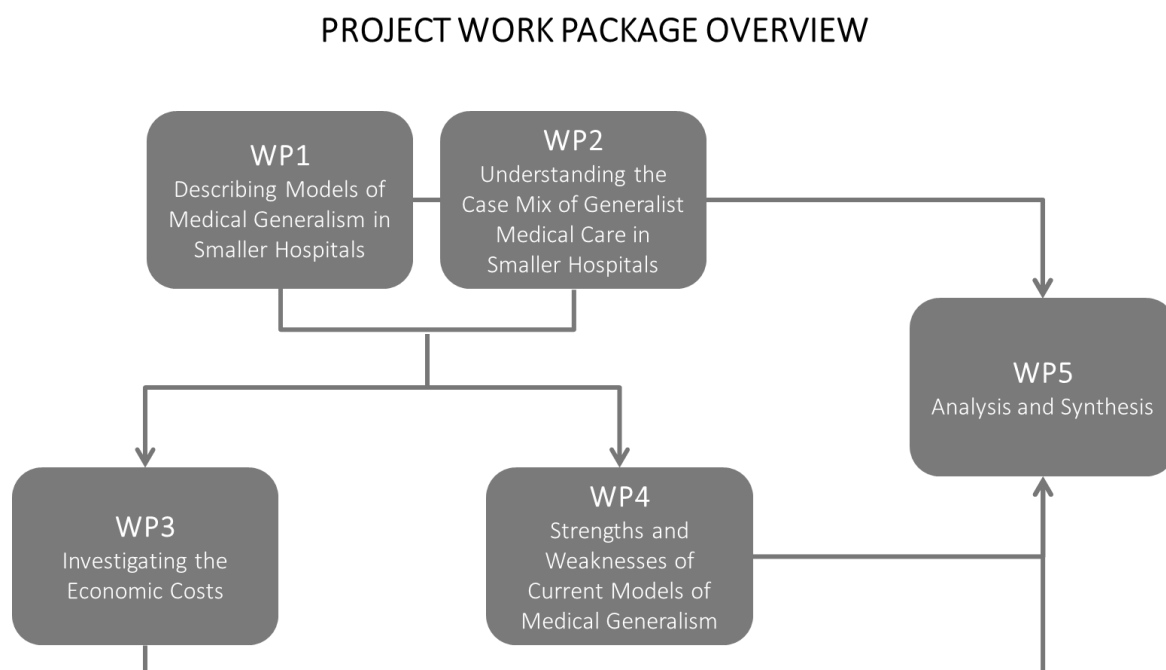 PROJECT WORK PACKAGE OVERVIEW
WP1
Describing Models of
Medical Generalism in
Smaller Hospitals
WP2
Understanding the
Case Mix of Generalist
Medical Care in
Smaller Hospitals
WP5
Analysis and Synthesis
WP3
Investigating the
Economic Costs
WP4
Strengths and
Weaknesses of
Current Models of
Medical Generalism